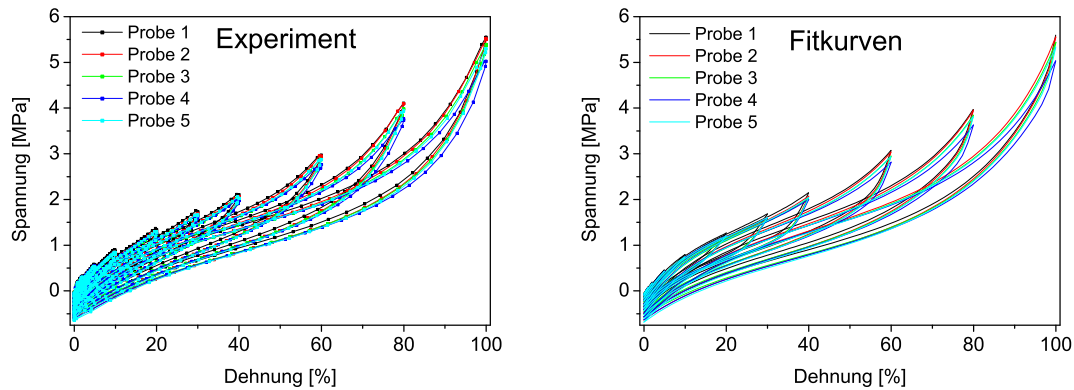 Experiment
Probe 1
Probe 2
Probe 3
Probe 4
Probe 5
Spannung [MPa]
6
5
4
3
2
1
0
0 20 40 60 80 100
Dehnung [%]
Fitkurven
Probe 1
Probe 2
Probe 3
Probe 4
Probe 5
Spannung [MPa]
6
5
4
3
2
1
0
0 20 40 60 80 100
Dehnung [%]